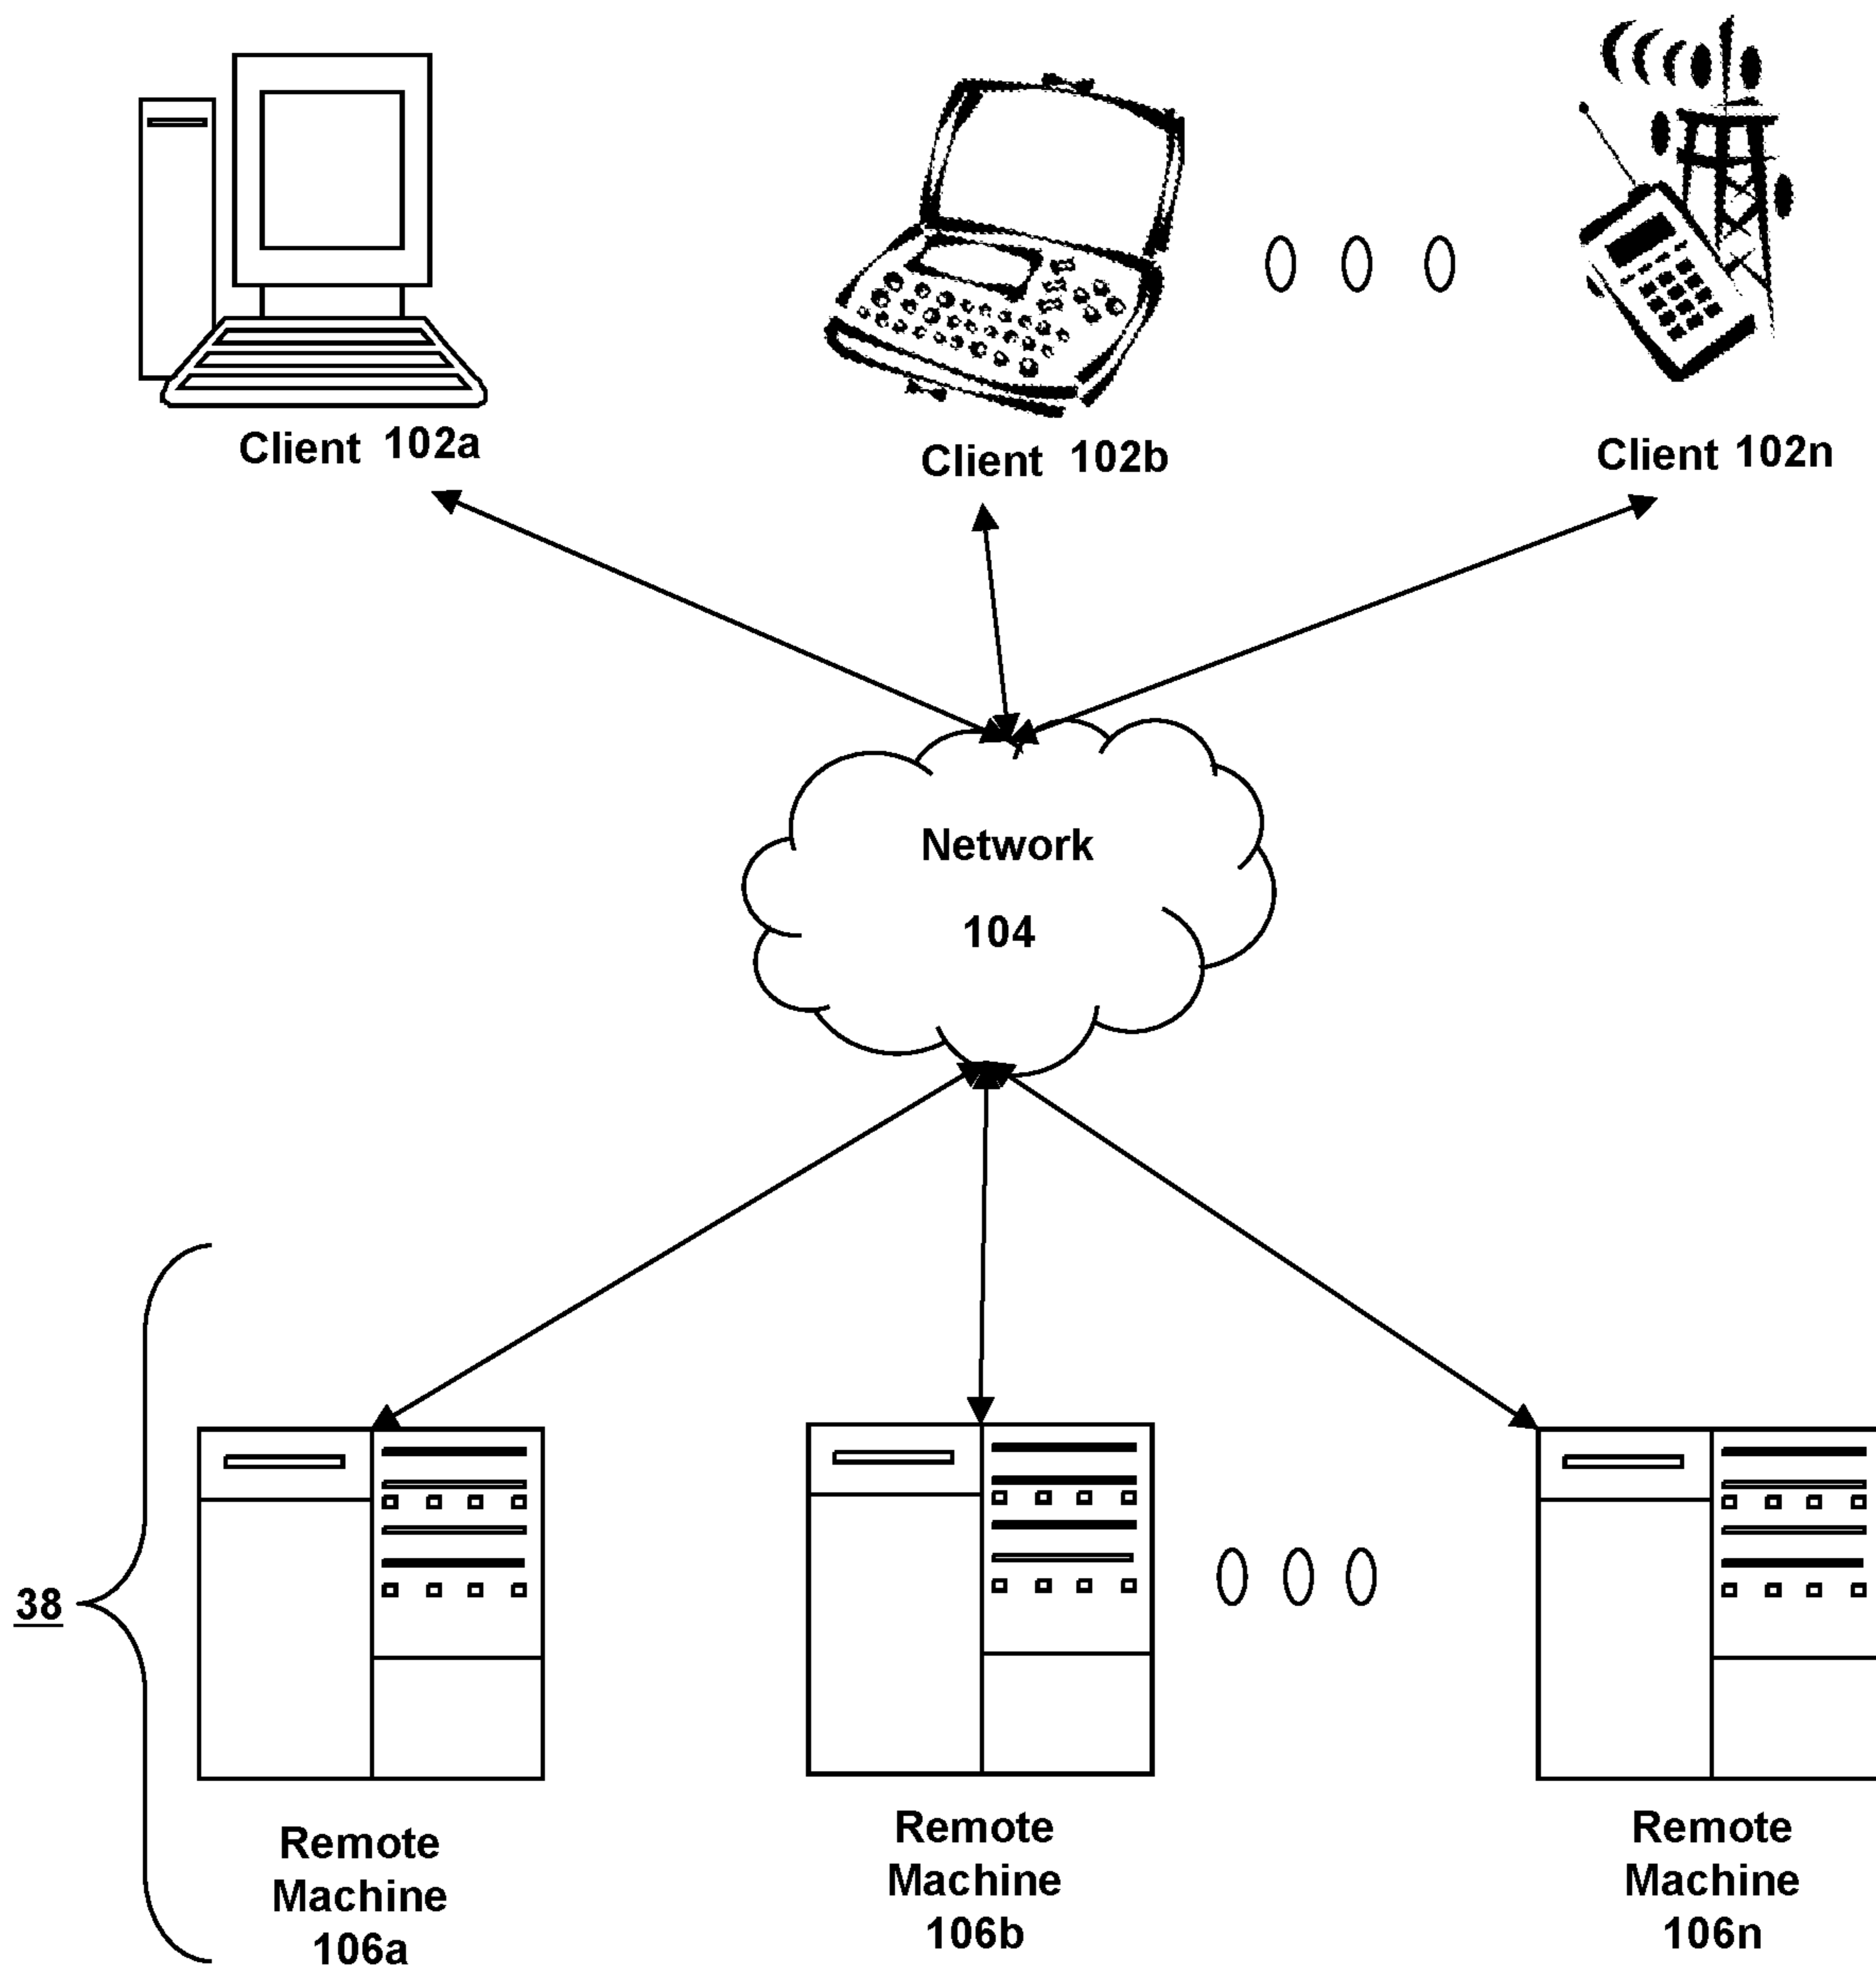 Client 102a
Client 102b
Client 102n
Network
104
38
Remote
Machine
106a
Remote
Machine
106b
Remote
Machine
106n